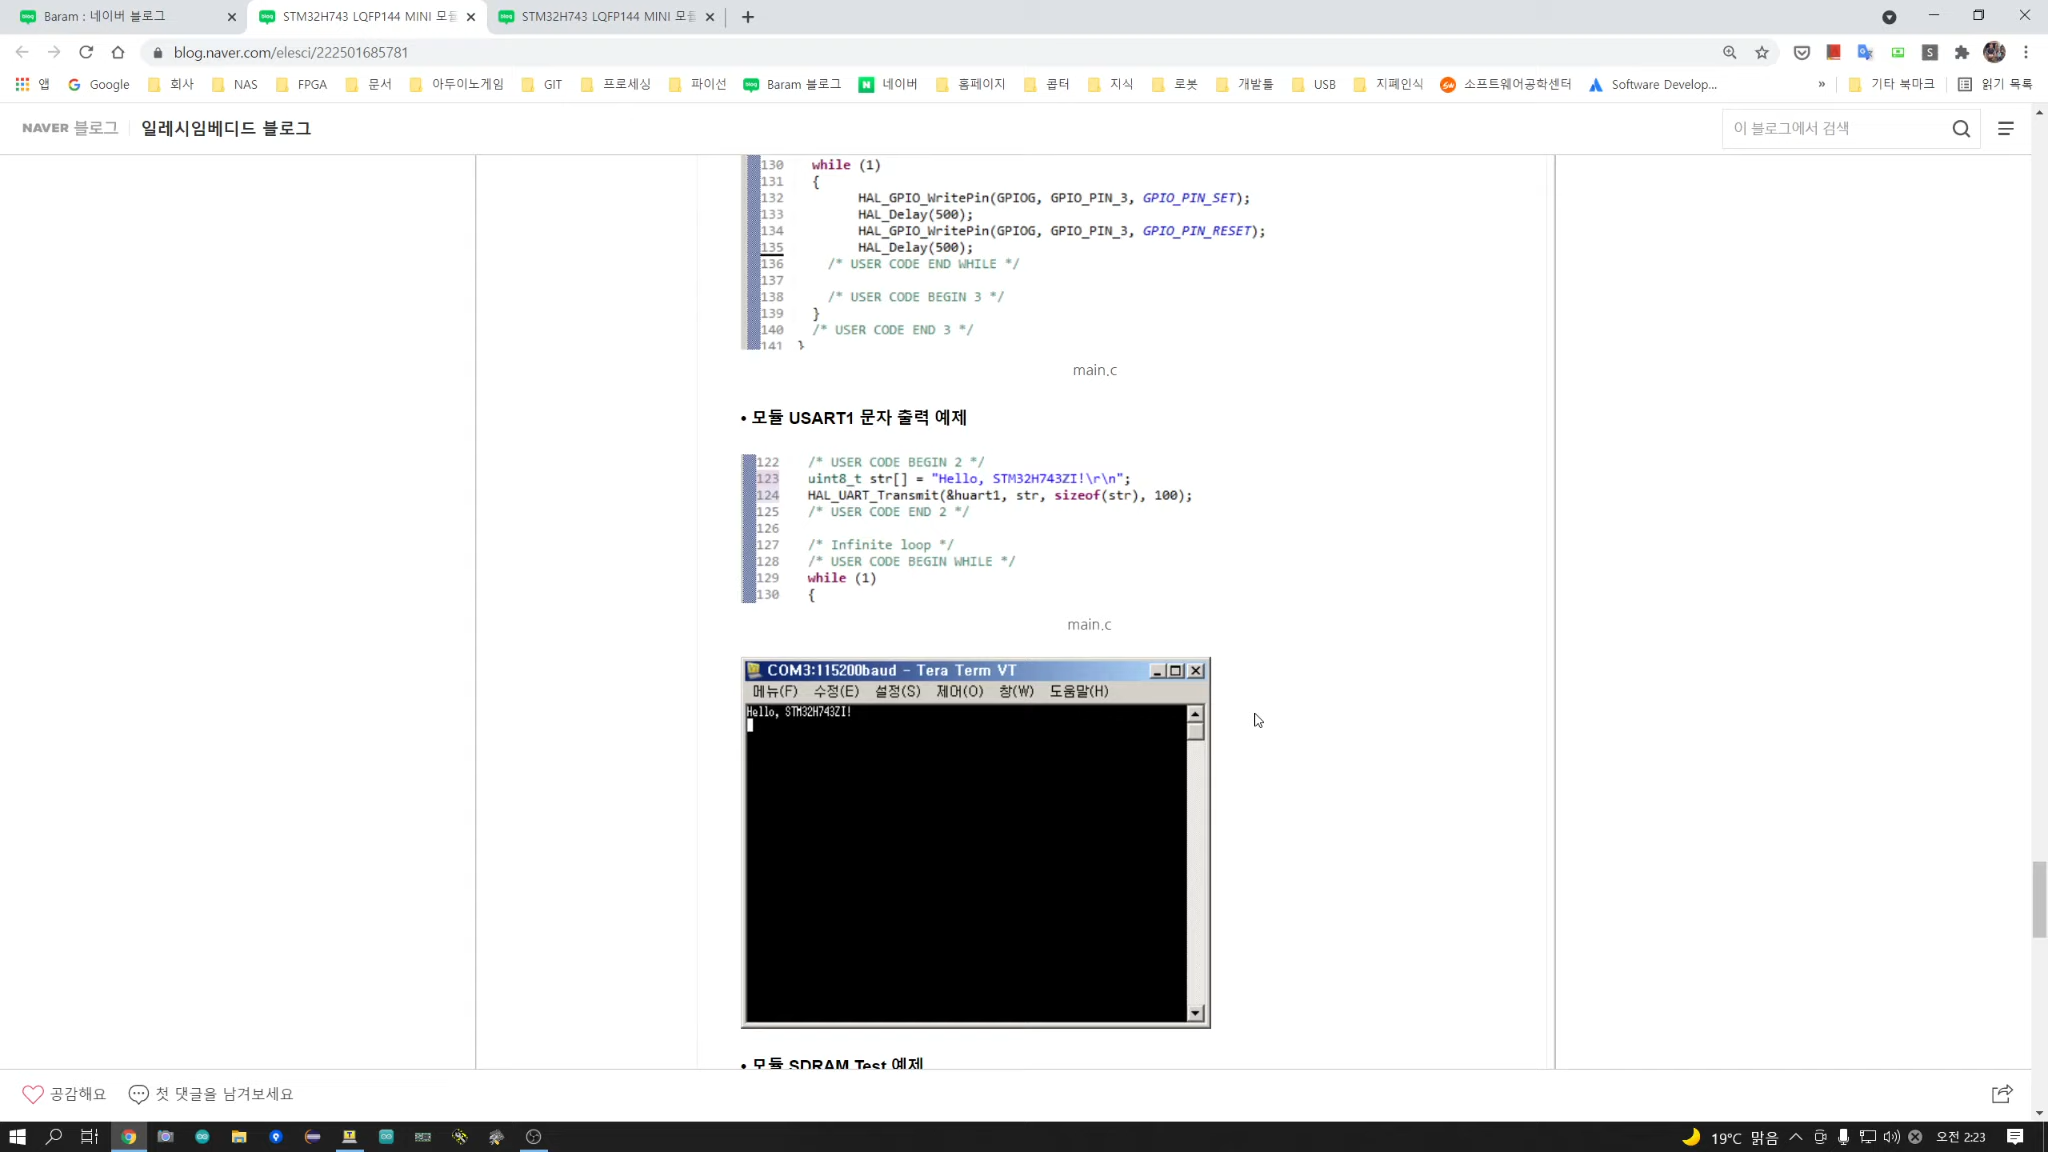 Baram : 네이버 블로그
STM32H743 LQFP144 MINI 모듈
STM32H743 LQFP144 MINI 모듈
blog.naver.com/elesci/222501685781
앱 Google 회사 NAS FPGA 문서 아두이노게임 GIT 프로세싱 파이선 Baram 블로그 네이버 홈페이지 콥터 지식 로봇 개발툴 USB 지폐인식 소프트웨어공학센터 Software Develop... » 기타 북마크 읽기 목록
NAVER 블로그 일레시임베디드 블로그 이 블로그에서 검색
130 while (1)
131 {
132 HAL_GPIO_WritePin(GPIOG, GPIO_PIN_3, GPIO_PIN_SET);
133 HAL_Delay(500);
134 HAL_GPIO_WritePin(GPIOG, GPIO_PIN_3, GPIO_PIN_RESET);
135 HAL_Delay(500);
136 /* USER CODE END WHILE */
137
138 /* USER CODE BEGIN 3 */
139 }
140 /* USER CODE END 3 */
141 }
main.c
• 모듈 USART1 문자 출력 예제
122 /* USER CODE BEGIN 2 */
123 uint8_t str[] = "Hello, STM32H743ZI!\r\n";
124 HAL_UART_Transmit(&huart1, str, sizeof(str), 100);
125 /* USER CODE END 2 */
126
127 /* Infinite loop */
128 /* USER CODE BEGIN WHILE */
129 while (1)
130 {
main.c
COM3:115200baud - Tera Term VT
메뉴(F) 수정(E) 설정(S) 제어(O) 창(W) 도움말(H)
Hello, STM32H743ZI!
• 모듈 SDRAM Test 예제
공감해요 첫 댓글을 남겨보세요
19°C 맑음 오전 2:23